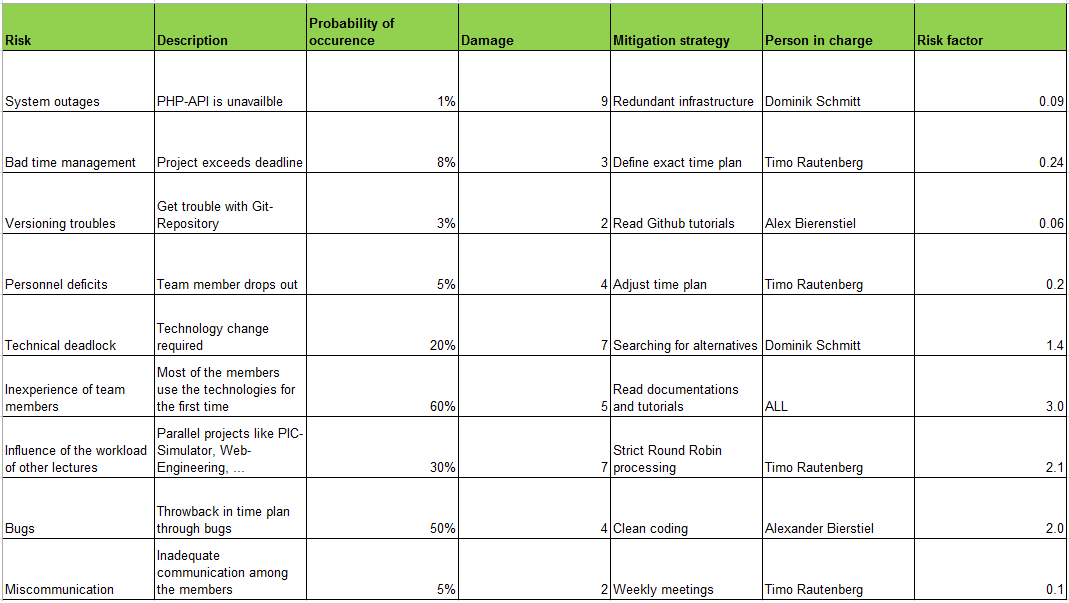 Risk Description Probability of occurence Damage Mitigation strategy Person in charge Risk factor
System outages PHP-API is unavailble 1% 9 Redundant infrastructure Dominik Schmitt 0.09
Bad time management Project exceeds deadline 8% 3 Define exact time plan Timo Rautenberg 0.24
Versioning troubles Get trouble with Git-Repository 3% 2 Read Github tutorials Alex Bierenstiel 0.06
Personnel deficits Team member drops out 5% 4 Adjust time plan Timo Rautenberg 0.2
Technical deadlock Technology change required 20% 7 Searching for alternatives Dominik Schmitt 1.4
Inexperience of team members Most of the members use the technologies for the first time 60% 5 Read documentations and tutorials ALL 3.0
Influence of the workload of other lectures Parallel projects like PIC-Simulator, Web-Engineering, ... 30% 7 Strict Round Robin processing Timo Rautenberg 2.1
Bugs Throwback in time plan through bugs 50% 4 Clean coding Alexander Bierstiel 2.0
Miscommunication Inadequate communication among the members 5% 2 Weekly meetings Timo Rautenberg 0.1